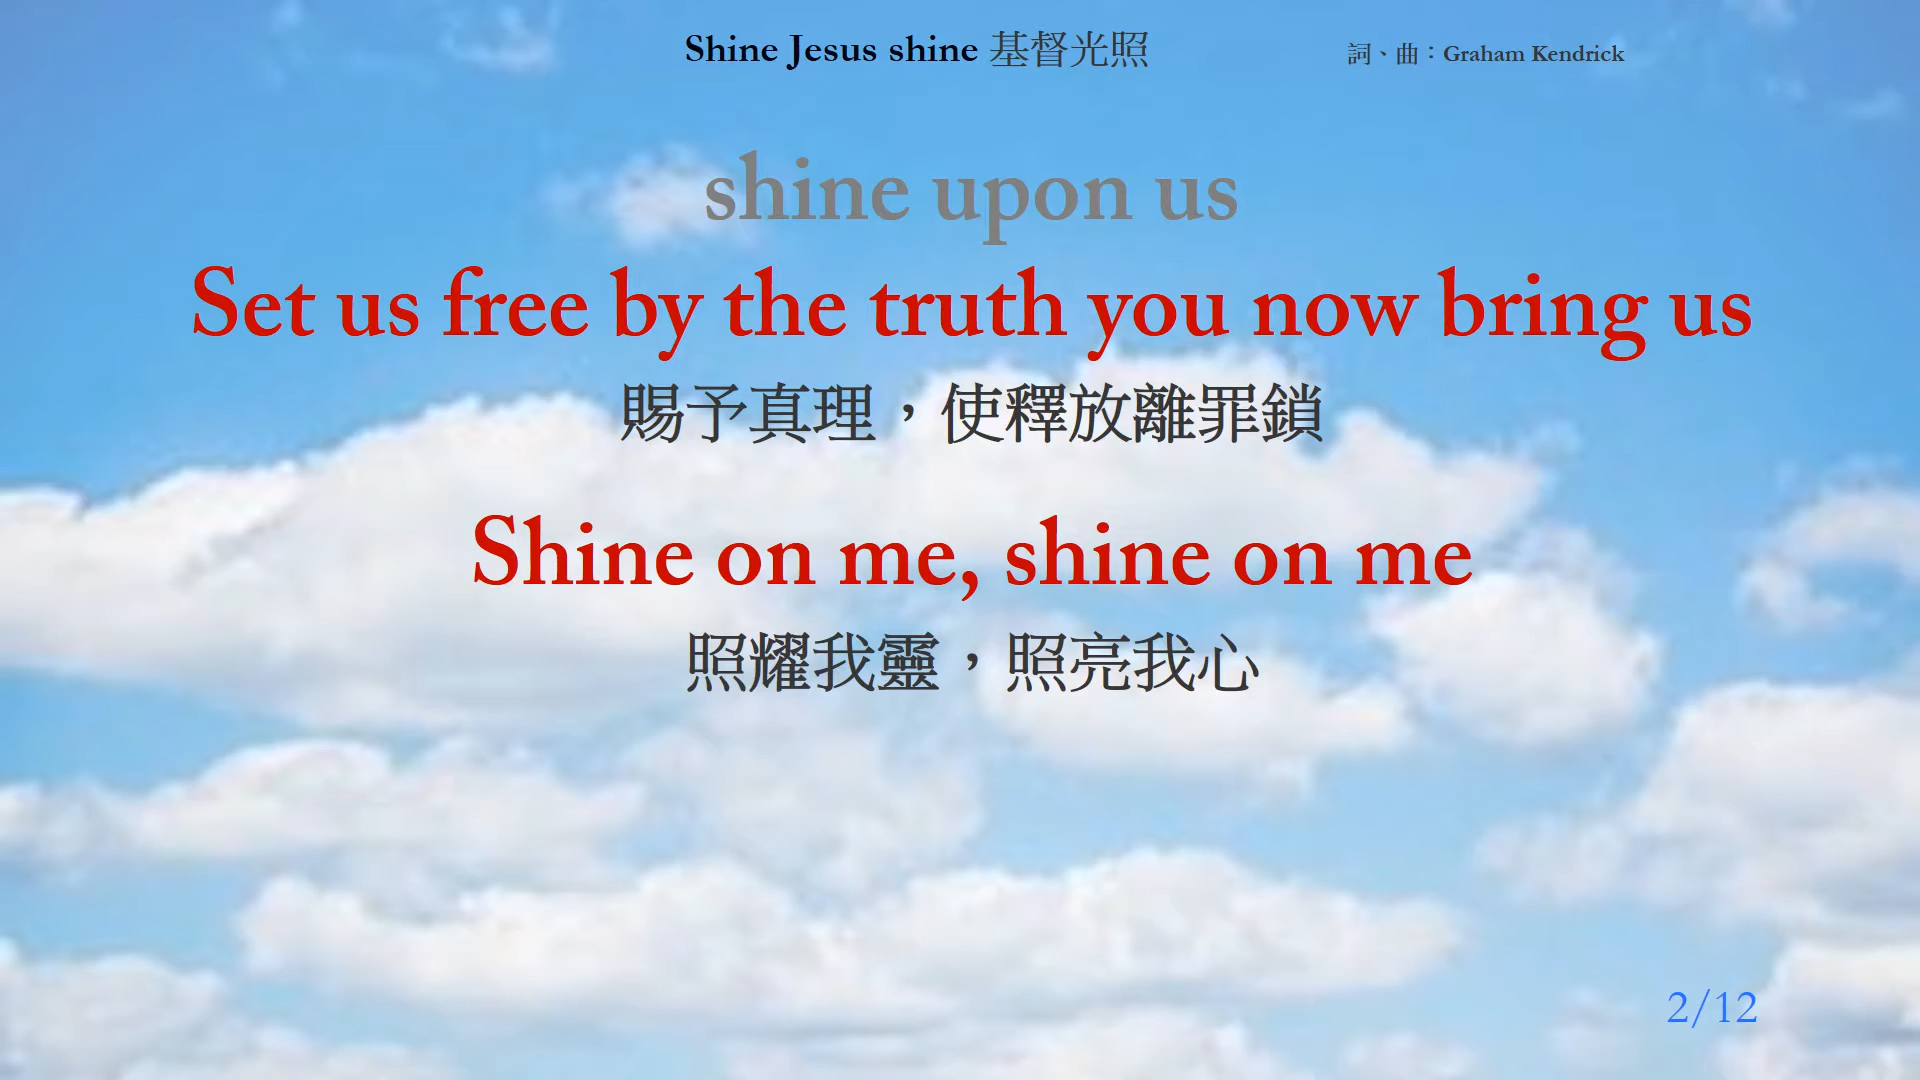 Shine Jesus shine 基督光照
詞、曲：Graham Kendrick
shine upon us
Set us free by the truth you now bring us
賜予真理，使釋放離罪鎖
Shine on me, shine on me
照耀我靈，照亮我心
2/12